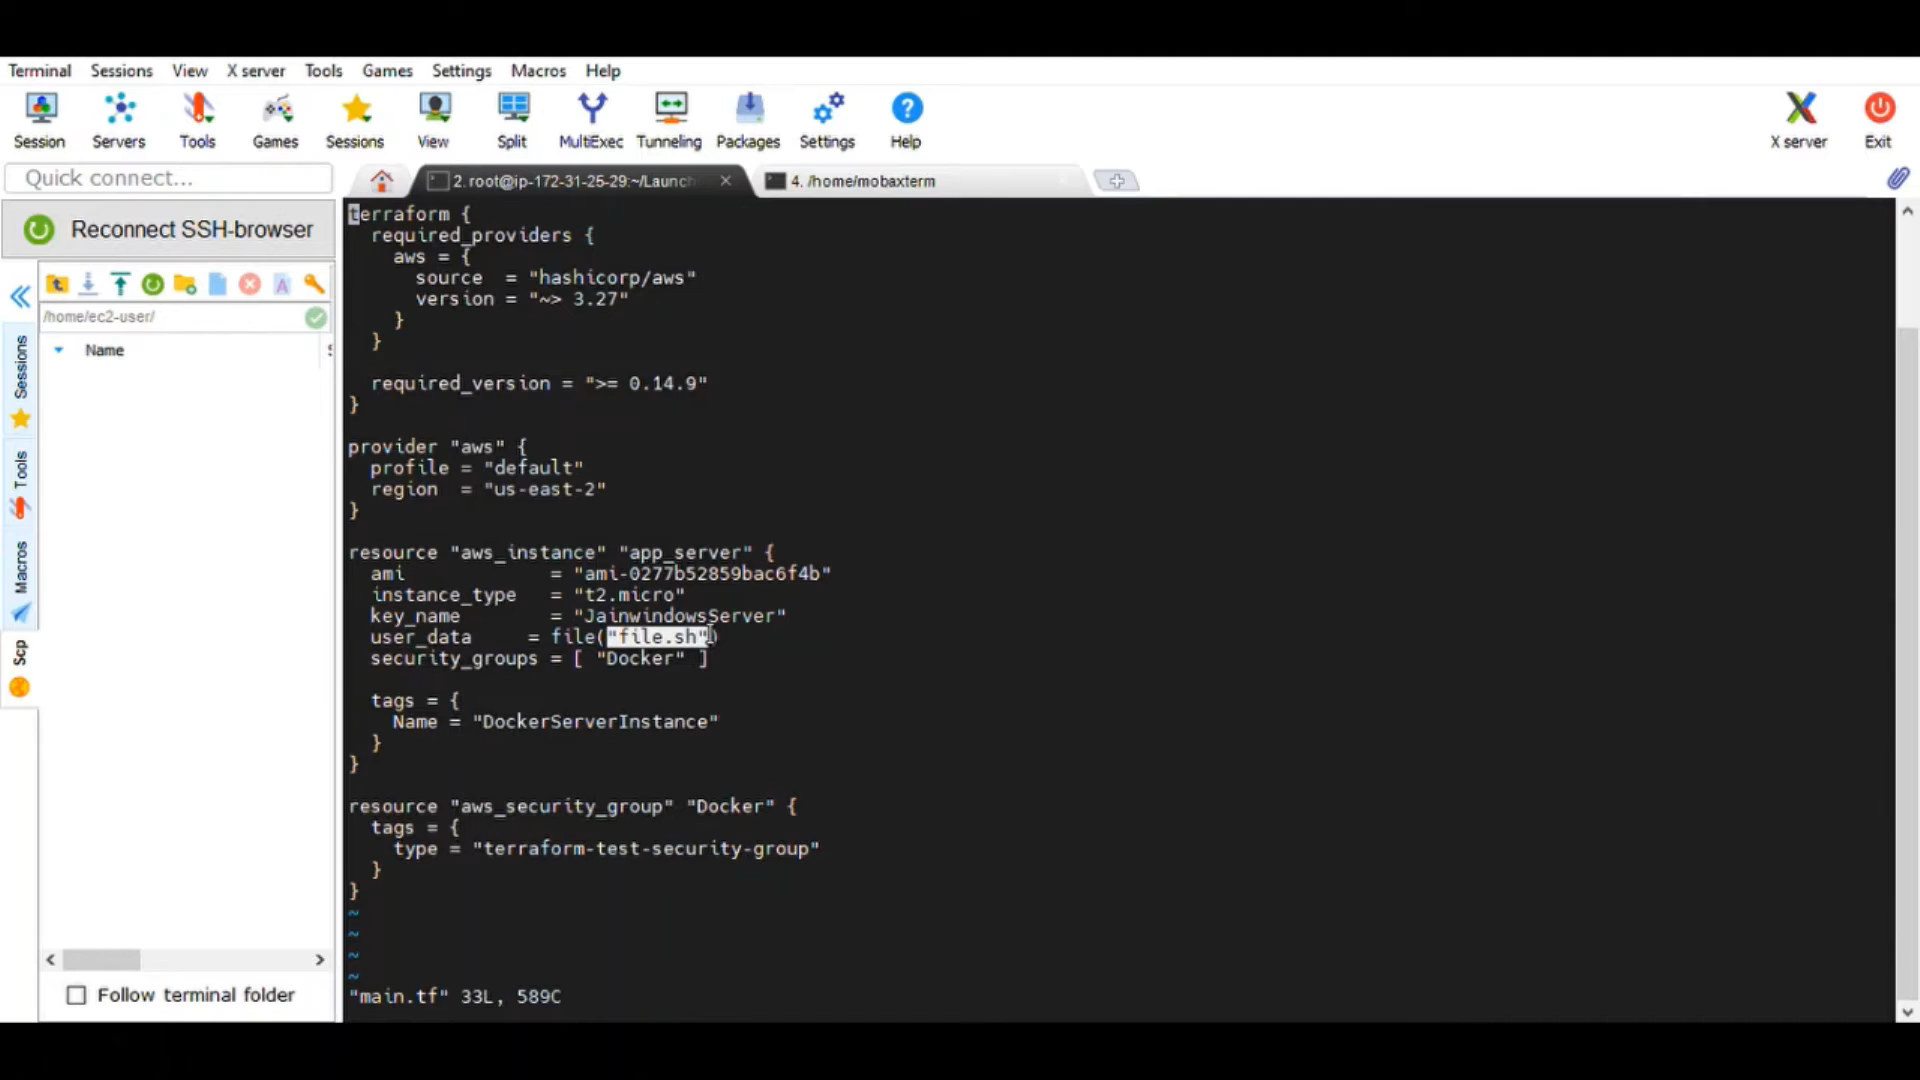 Terminal Sessions View X server Tools Games Settings Macros Help
Session Servers Tools Games Sessions View Split MultiExec Tunneling Packages Settings Help X server Exit
Quick connect...
2. root@ip-172-31-25-29:~/Launch
4. /home/mobaxterm
Reconnect SSH-browser
/home/ec2-user/
Name
Sessions
Tools
Macros
Scp
Follow terminal folder
terraform {
  required_providers {
    aws = {
      source  = "hashicorp/aws"
      version = "~> 3.27"
    }
  }

  required_version = ">= 0.14.9"
}

provider "aws" {
  profile = "default"
  region  = "us-east-2"
}

resource "aws_instance" "app_server" {
  ami             = "ami-0277b52859bac6f4b"
  instance_type   = "t2.micro"
  key_name        = "JainwindowsServer"
  user_data     = file("file.sh")
  security_groups = [ "Docker" ]

  tags = {
    Name = "DockerServerInstance"
  }
}

resource "aws_security_group" "Docker" {
  tags = {
    type = "terraform-test-security-group"
  }
}
~
~
~
~
"main.tf" 33L, 589C